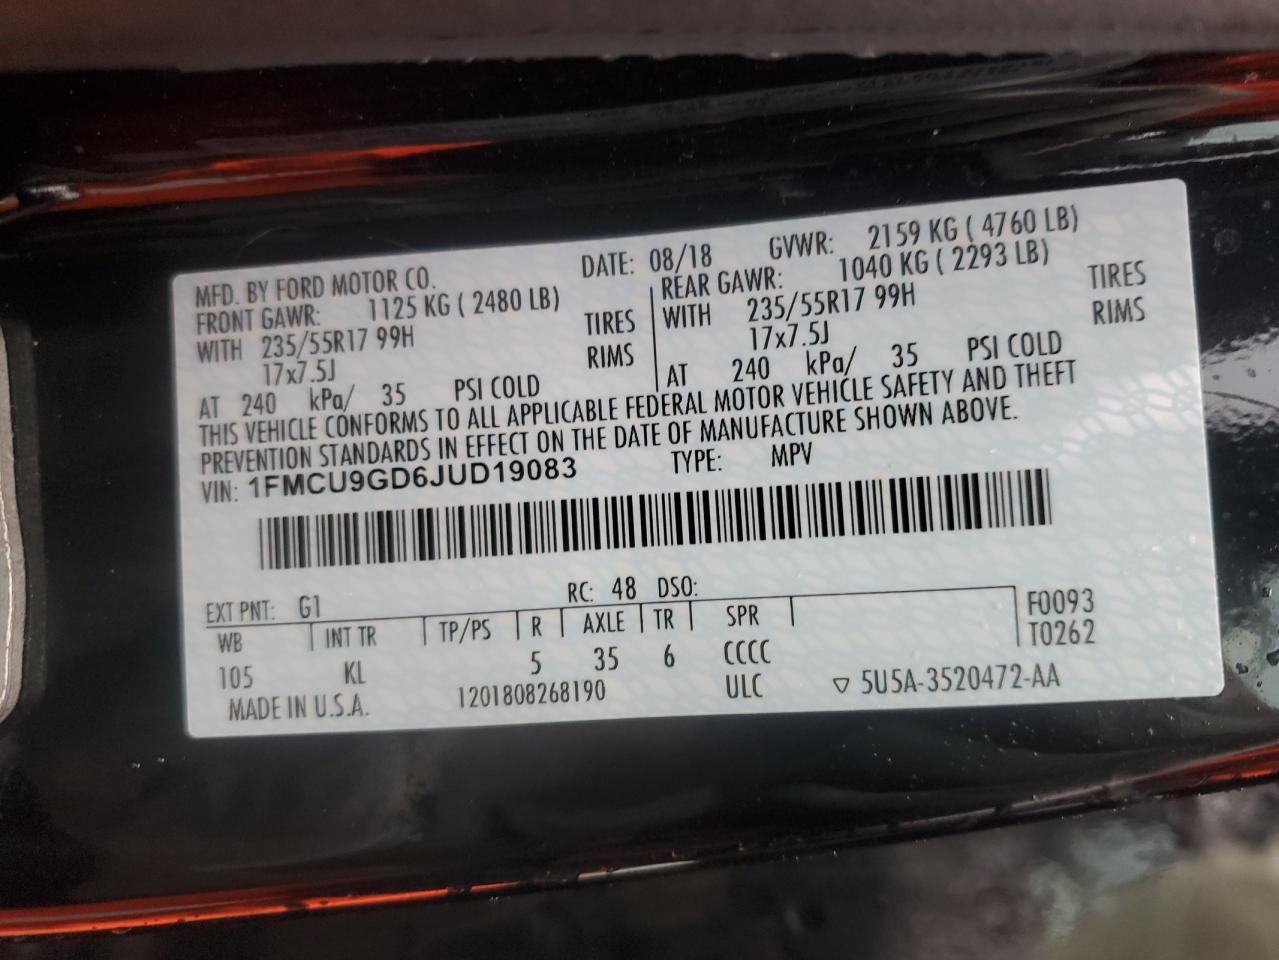 MFD. BY FORD MOTOR CO. DATE: 08/18 GVWR: 2159 KG ( 4760 LB)
FRONT GAWR: 1125 KG ( 2480 LB) REAR GAWR: 1040 KG ( 2293 LB)
WITH 235/55R17 99H TIRES WITH 235/55R17 99H TIRES
17x7.5J RIMS 17x7.5J RIMS
AT 240 kPa/ 35 PSI COLD AT 240 kPa/ 35 PSI COLD
THIS VEHICLE CONFORMS TO ALL APPLICABLE FEDERAL MOTOR VEHICLE SAFETY AND THEFT
PREVENTION STANDARDS IN EFFECT ON THE DATE OF MANUFACTURE SHOWN ABOVE.
VIN: 1FMCU9GD6JUD19083 TYPE: MPV
EXT PNT: G1 RC: 48 DSO:
WB INT TR TP/PS R AXLE TR SPR F0093
T0262
105 KL 5 35 6 CCCC
MADE IN U.S.A. 1201808268190 ULC ▽ 5U5A-3520472-AA